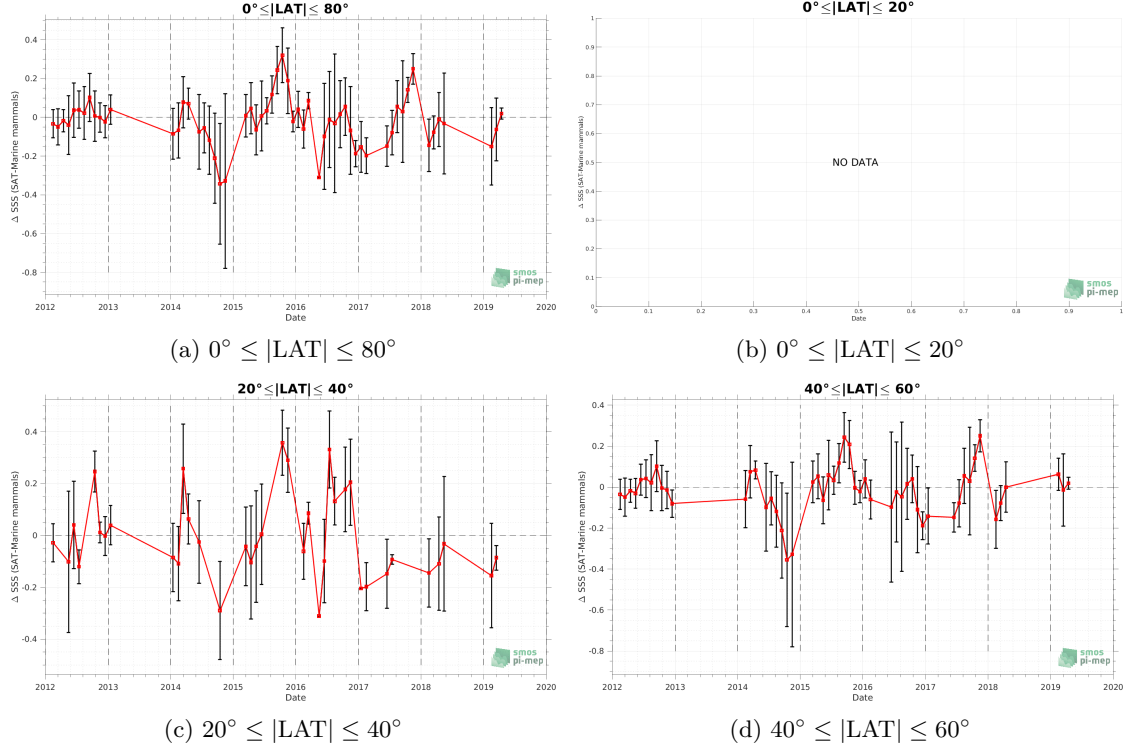 0°≤|LAT|≤ 80°
Δ SSS (SAT-Marine mammals)
0.4
0.2
0
-0.2
-0.4
-0.6
-0.8
2012 2013 2014 2015 2016 2017 2018 2019 2020
Date
smos
pi-mep
(a) 0° ≤ |LAT| ≤ 80°
0°≤|LAT|≤ 20°
Δ SSS (SAT-Marine mammals)
1
0.9
0.8
0.7
0.6
0.5
0.4
0.3
0.2
0.1
0
NO DATA
0 0.1 0.2 0.3 0.4 0.5 0.6 0.7 0.8 0.9 1
Date
smos
pi-mep
(b) 0° ≤ |LAT| ≤ 20°
20°≤|LAT|≤ 40°
Δ SSS (SAT-Marine mammals)
0.4
0.2
0
-0.2
-0.4
2012 2013 2014 2015 2016 2017 2018 2019 2020
Date
smos
pi-mep
(c) 20° ≤ |LAT| ≤ 40°
40°≤|LAT|≤ 60°
Δ SSS (SAT-Marine mammals)
0.4
0.2
0
-0.2
-0.4
-0.6
-0.8
2012 2013 2014 2015 2016 2017 2018 2019 2020
Date
smos
pi-mep
(d) 40° ≤ |LAT| ≤ 60°